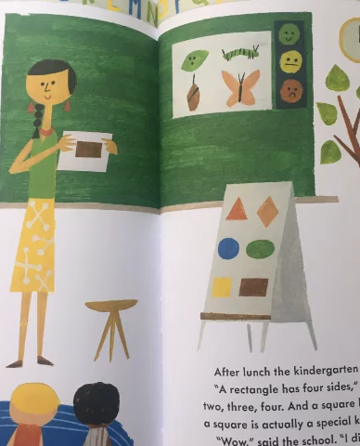 L M N
After lunch the kindergarten
"A rectangle has four sides,"
two, three, four. And a square
a square is actually a special k
"Wow," said the school. "I di